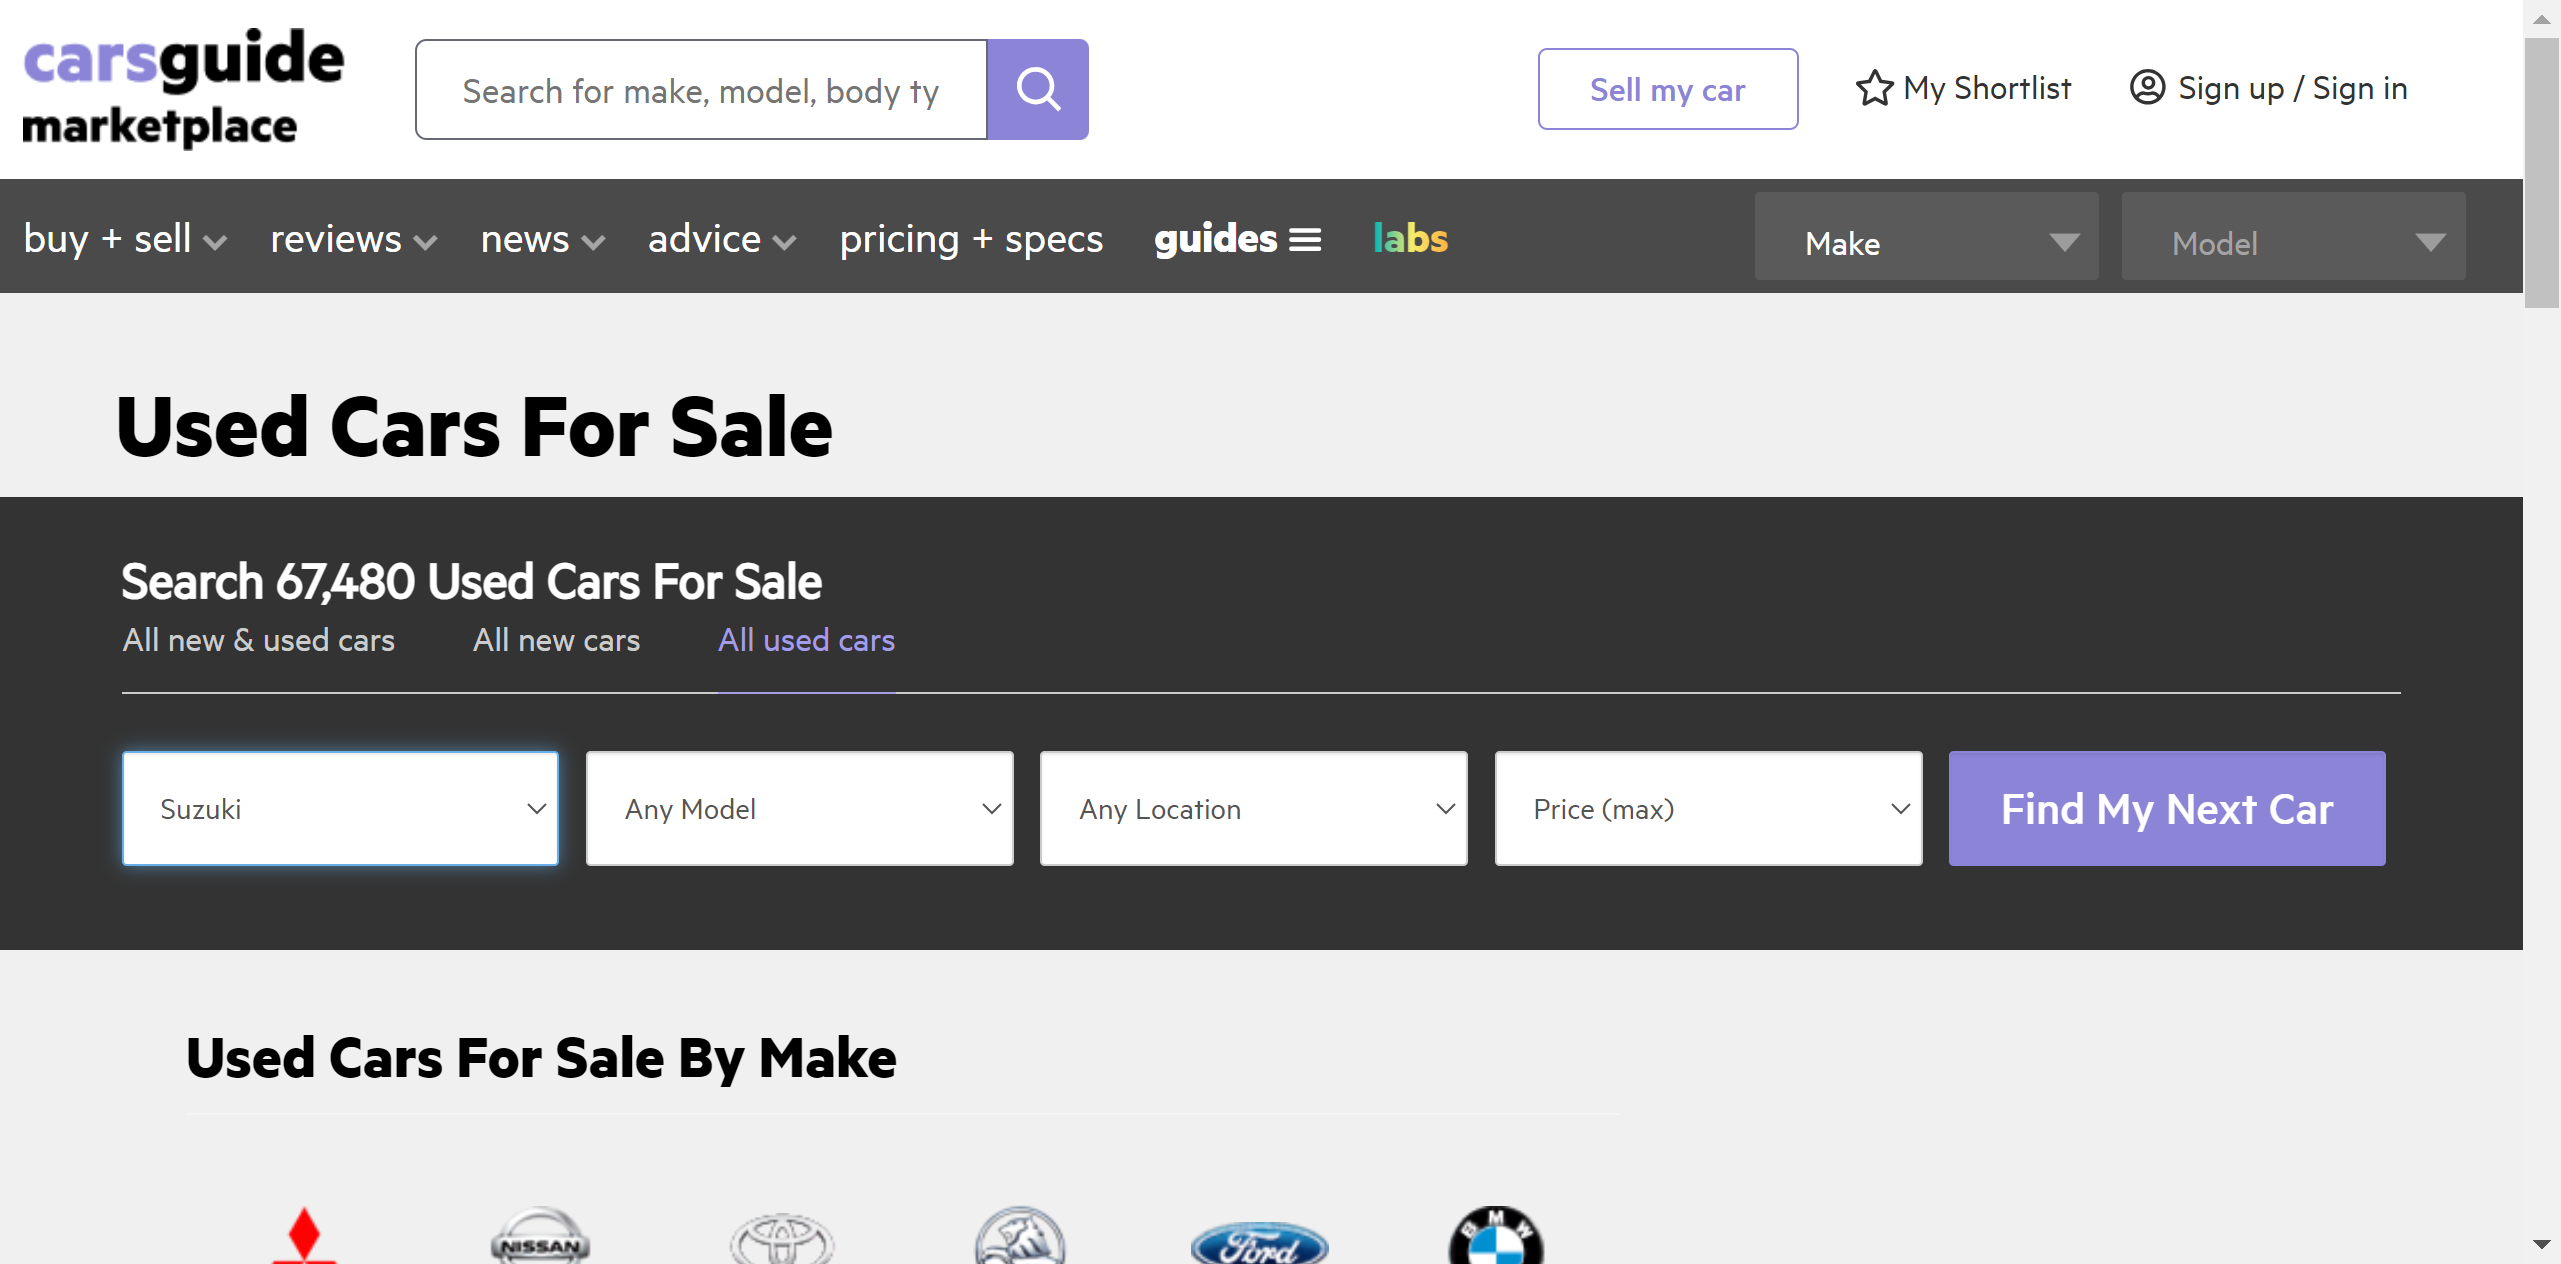 carsguide
marketplace
Search for make, model, body ty
Sell my car
My Shortlist
Sign up / Sign in
buy + sell
reviews
news
advice
pricing + specs
guides
labs
Make
Model
Used Cars For Sale
Search 67,480 Used Cars For Sale
All new & used cars
All new cars
All used cars
Suzuki
Any Model
Any Location
Price (max)
Find My Next Car
Used Cars For Sale By Make
NISSAN
Ford
BMW